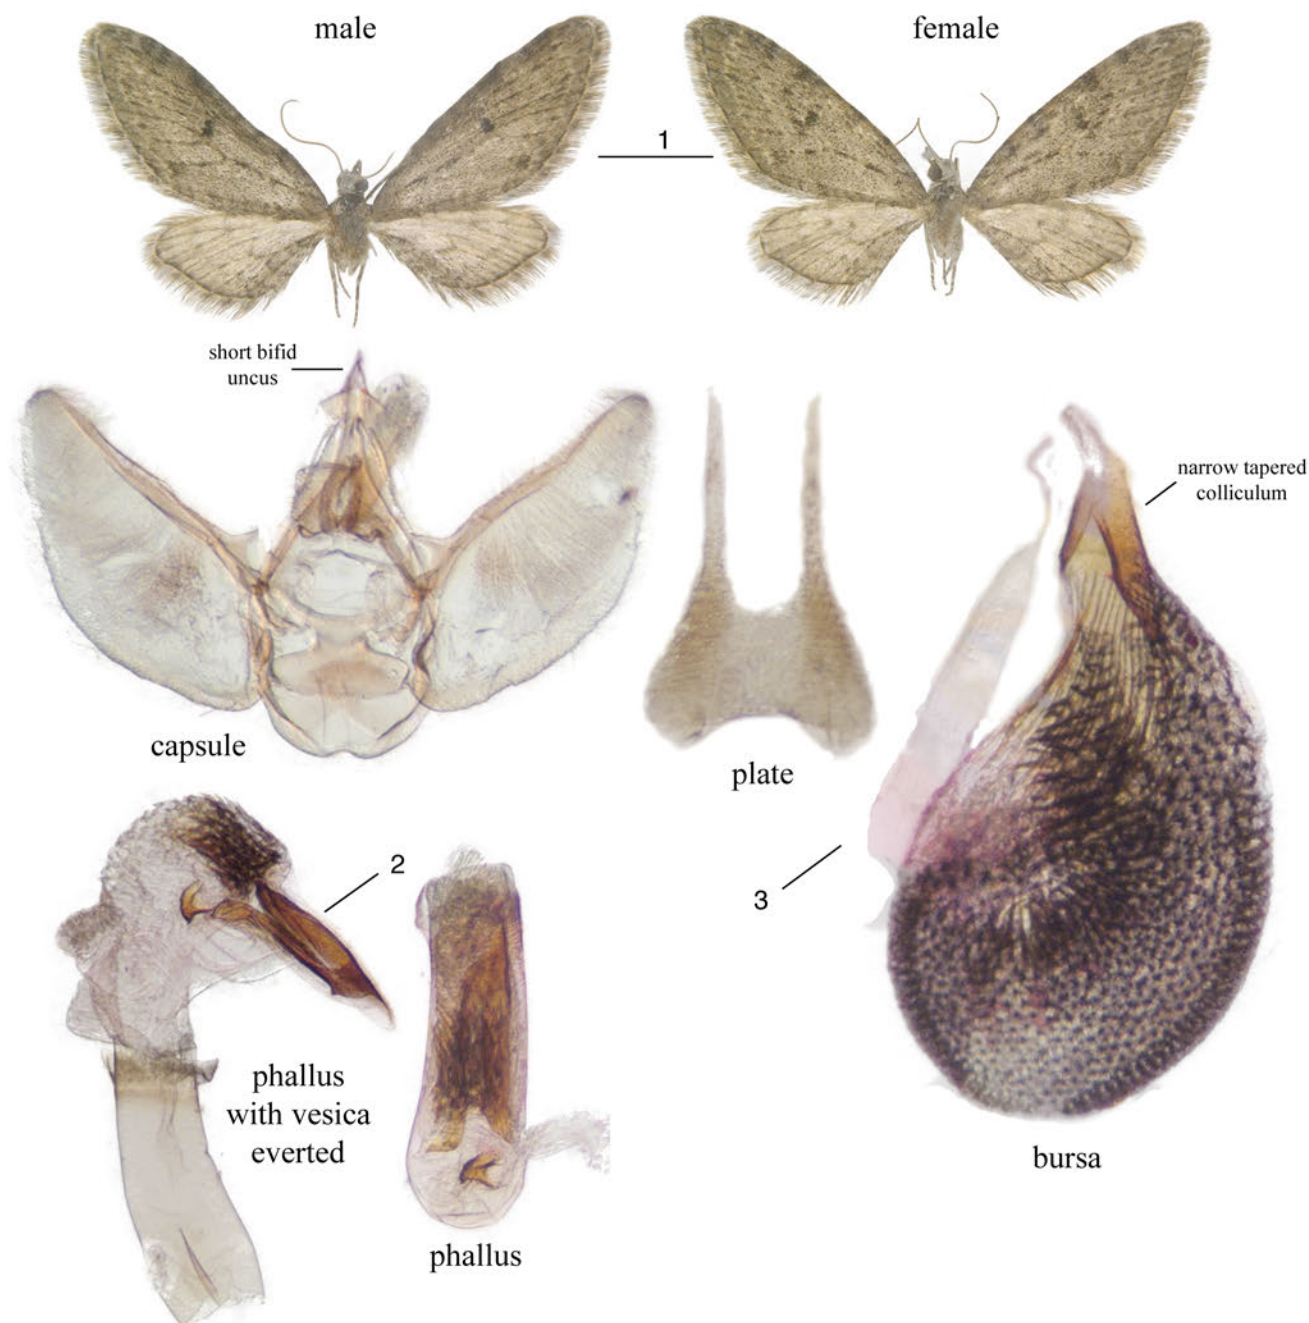 male
female
1
short bifid
uncus
narrow tapered
colliculum
capsule
plate
2
3
phallus
with vesica
everted
bursa
phallus